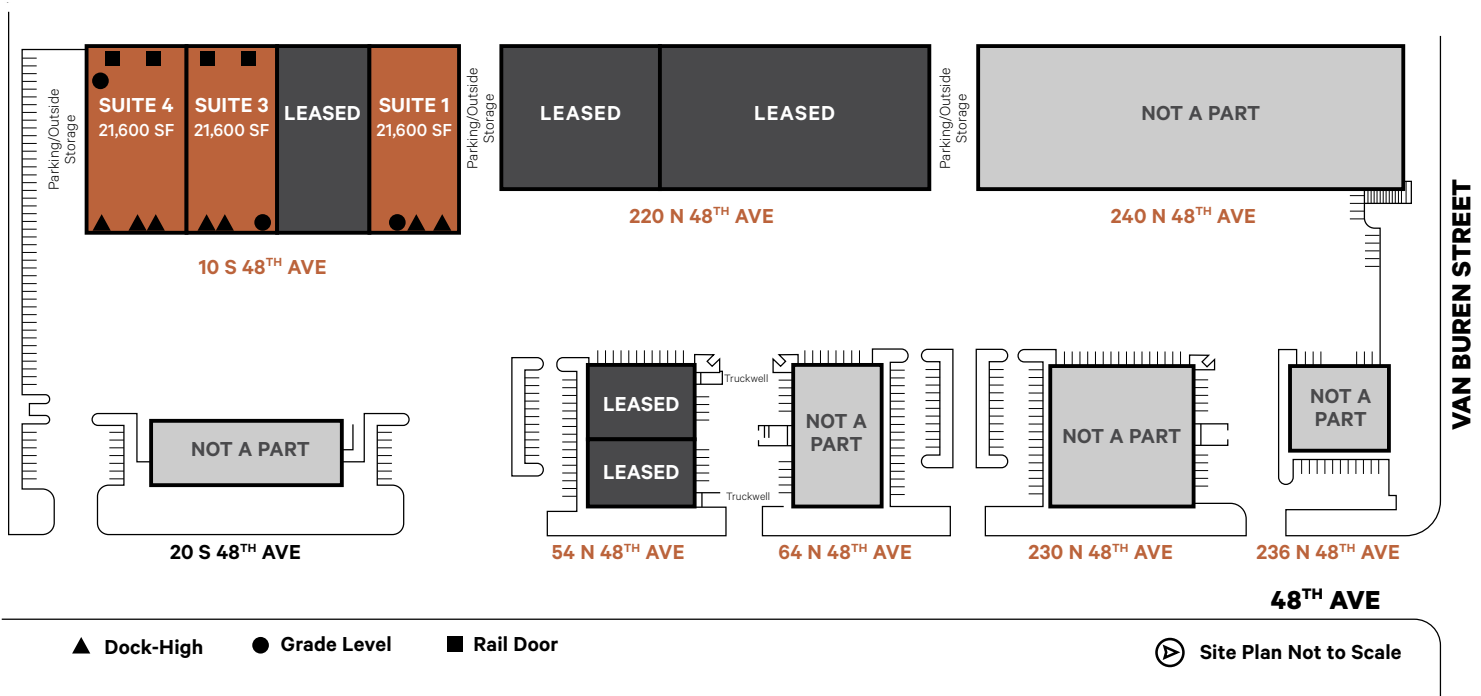 Parking/Outside
Storage
SUITE 4
21,600 SF
SUITE 3
21,600 SF
LEASED
SUITE 1
21,600 SF
Parking/Outside
Storage
LEASED
LEASED
Parking/Outside
Storage
NOT A PART
10 S 48TH AVE
220 N 48TH AVE
240 N 48TH AVE
VAN BUREN STREET
NOT A PART
LEASED
LEASED
Truckwell
Truckwell
NOT A
PART
NOT A PART
NOT A
PART
20 S 48TH AVE
54 N 48TH AVE
64 N 48TH AVE
230 N 48TH AVE
236 N 48TH AVE
48TH AVE
Dock-High
Grade Level
Rail Door
Site Plan Not to Scale